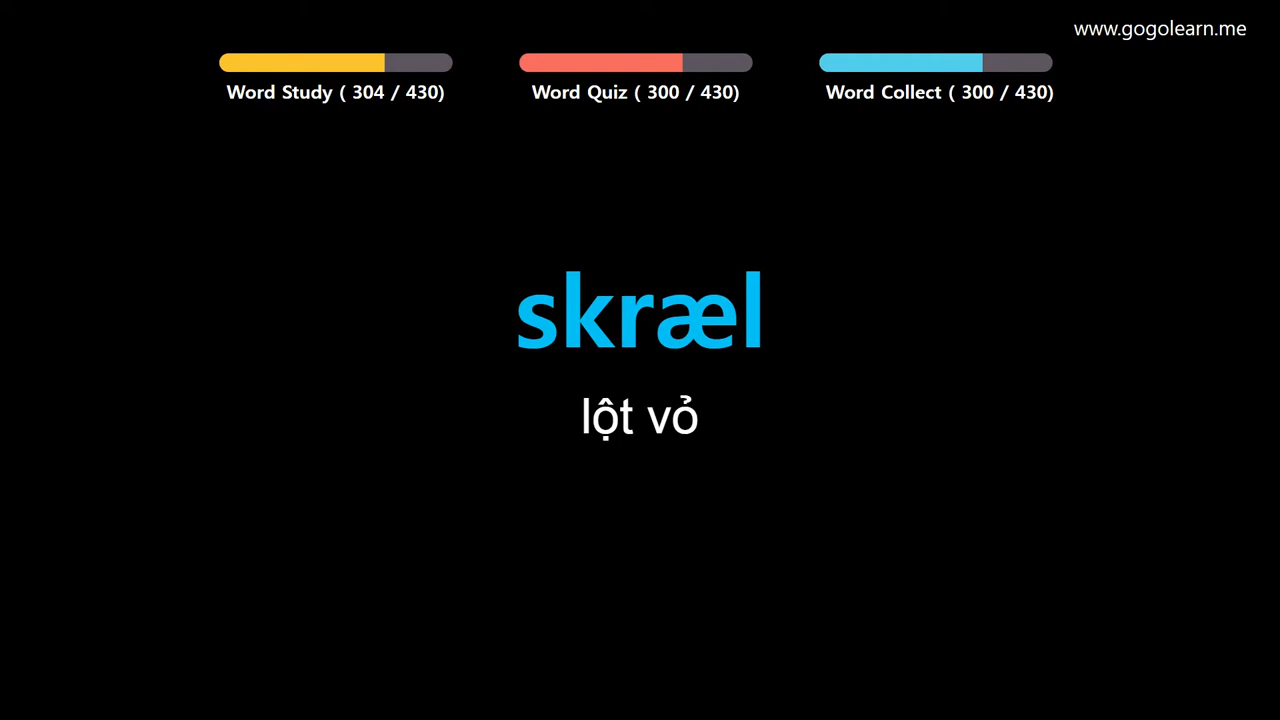 www.gogolearn.me
Word Study ( 304 / 430)
Word Quiz ( 300 / 430)
Word Collect ( 300 / 430)
skræl
lột vỏ